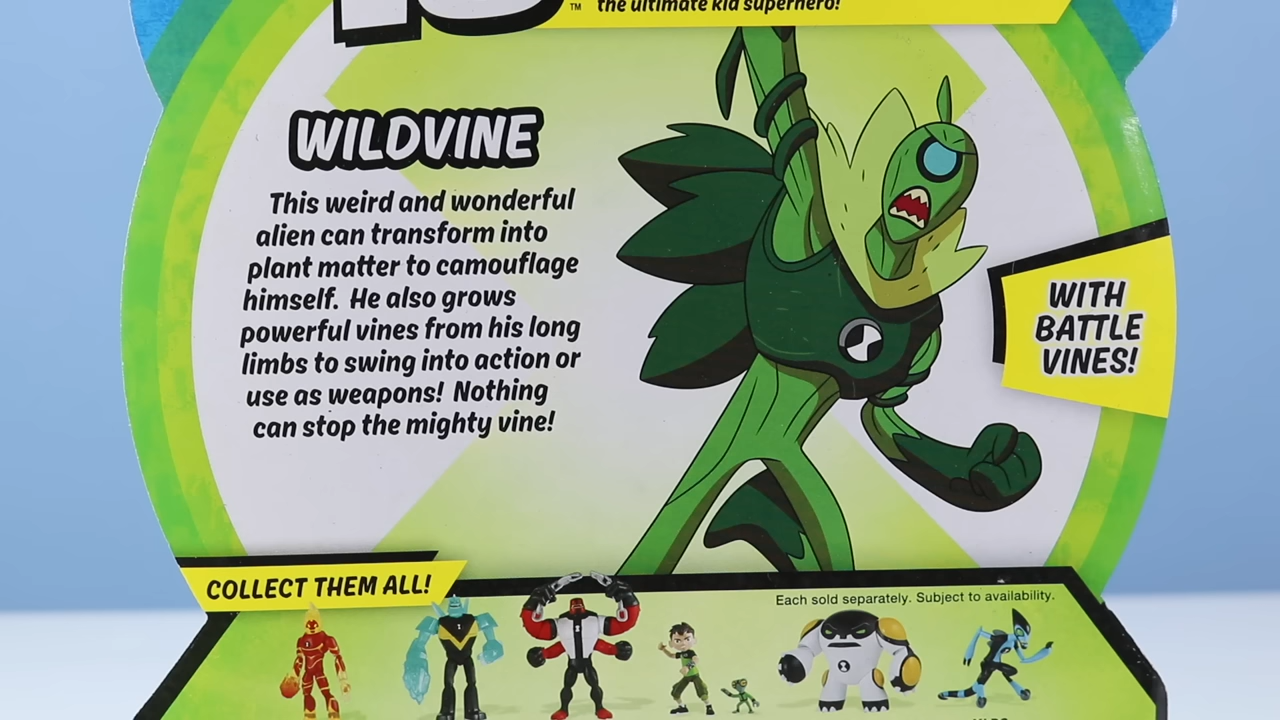 10
™
the ultimate kid superhero!
WILDVINE
This weird and wonderful
alien can transform into
plant matter to camouflage
himself. He also grows
powerful vines from his long
limbs to swing into action or
use as weapons! Nothing
can stop the mighty vine!
WITH
BATTLE
VINES!
COLLECT THEM ALL!
Each sold separately. Subject to availability.